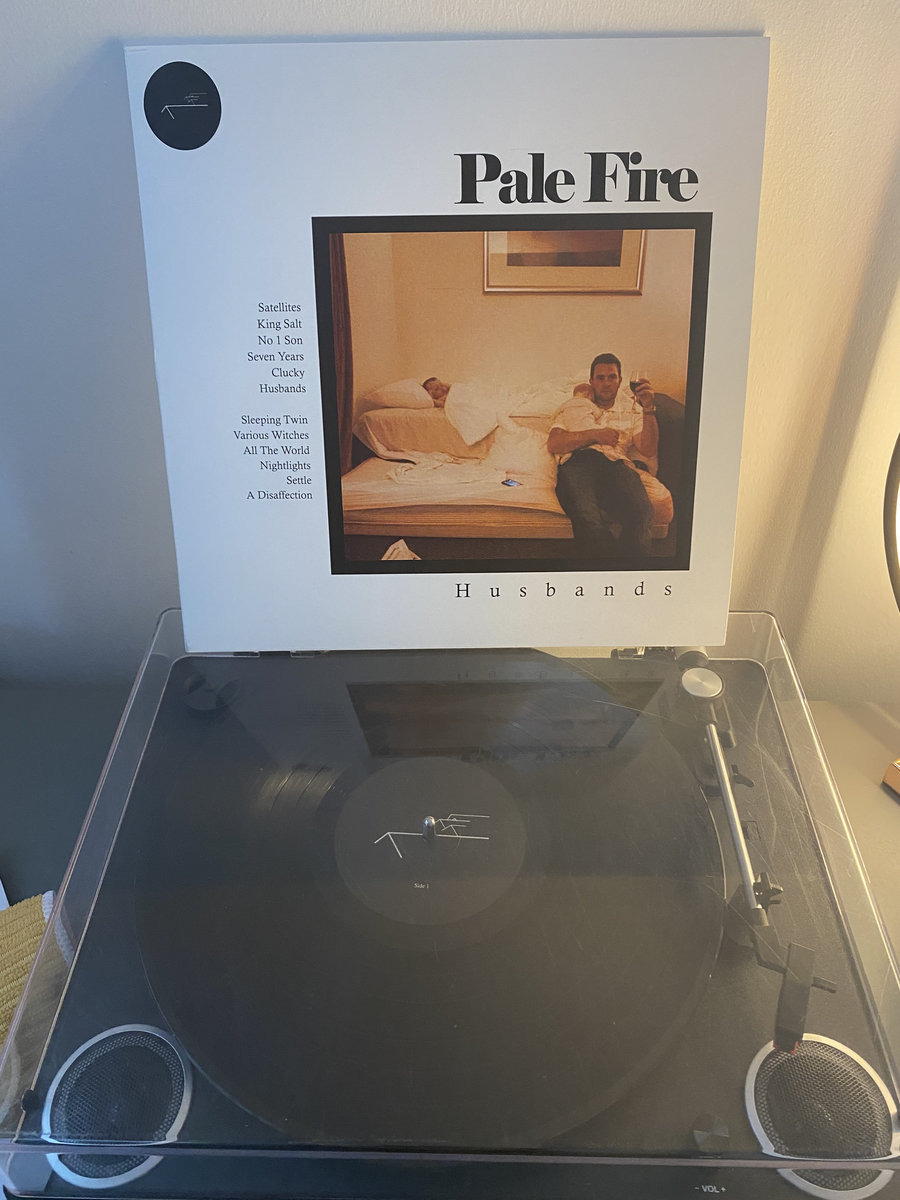 Pale Fire
Satellites
King Salt
No 1 Son
Seven Years
Clucky
Husbands
Sleeping Twin
Various Witches
All The World
Nightlights
Settle
A Disaffection
Husbands
Side 1
- VOL +